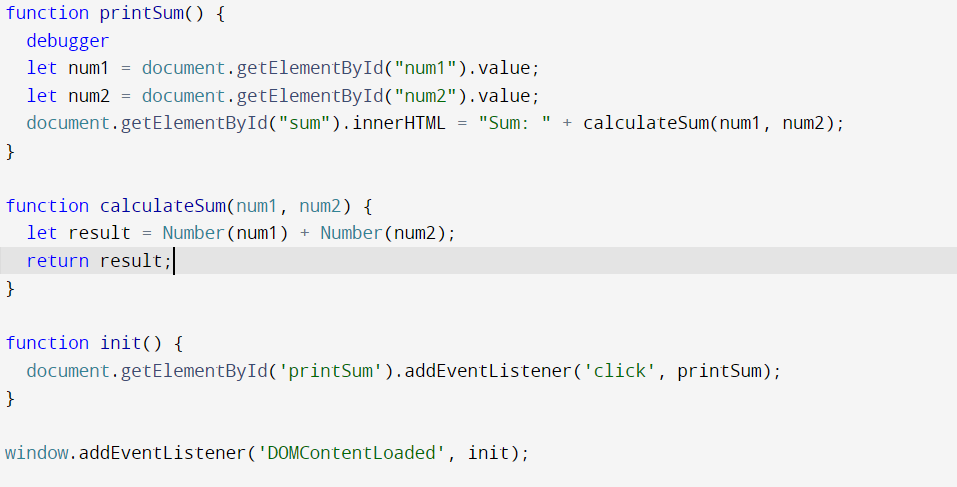 function printSum() {
  debugger
  let num1 = document.getElementById("num1").value;
  let num2 = document.getElementById("num2").value;
  document.getElementById("sum").innerHTML = "Sum: " + calculateSum(num1, num2);
}

function calculateSum(num1, num2) {
  let result = Number(num1) + Number(num2);
  return result;
}

function init() {
  document.getElementById('printSum').addEventListener('click', printSum);
}

window.addEventListener('DOMContentLoaded', init);